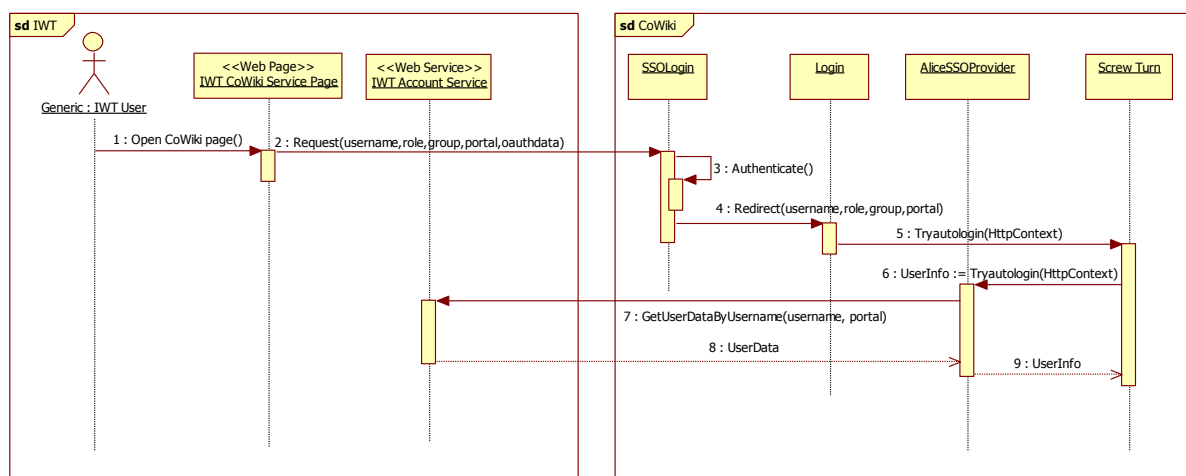 sd IWT
sd CoWiki
<<Web Page>>
IWT CoWiki Service Page
<<Web Service>>
IWT Account Service
SSOLogin
Login
AliceSSOProvider
Screw Turn
Generic : IWT User
1 : Open CoWiki page()
2 : Request(username,role,group,portal,oauthdata)
3 : Authenticate()
4 : Redirect(username,role,group,portal)
5 : Tryautologin(HttpContext)
6 : UserInfo := Tryautologin(HttpContext)
7 : GetUserDataByUsername(username, portal)
8 : UserData
9 : UserInfo